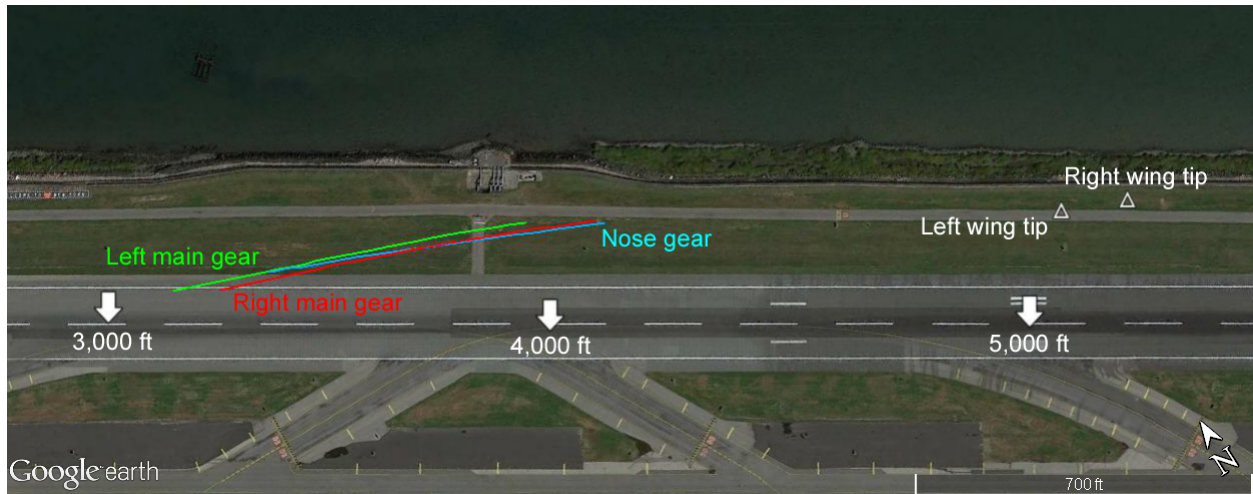 Right wing tip
Left wing tip
Nose gear
Left main gear
Right main gear
3,000 ft
4,000 ft
5,000 ft
N
Google earth
700 ft